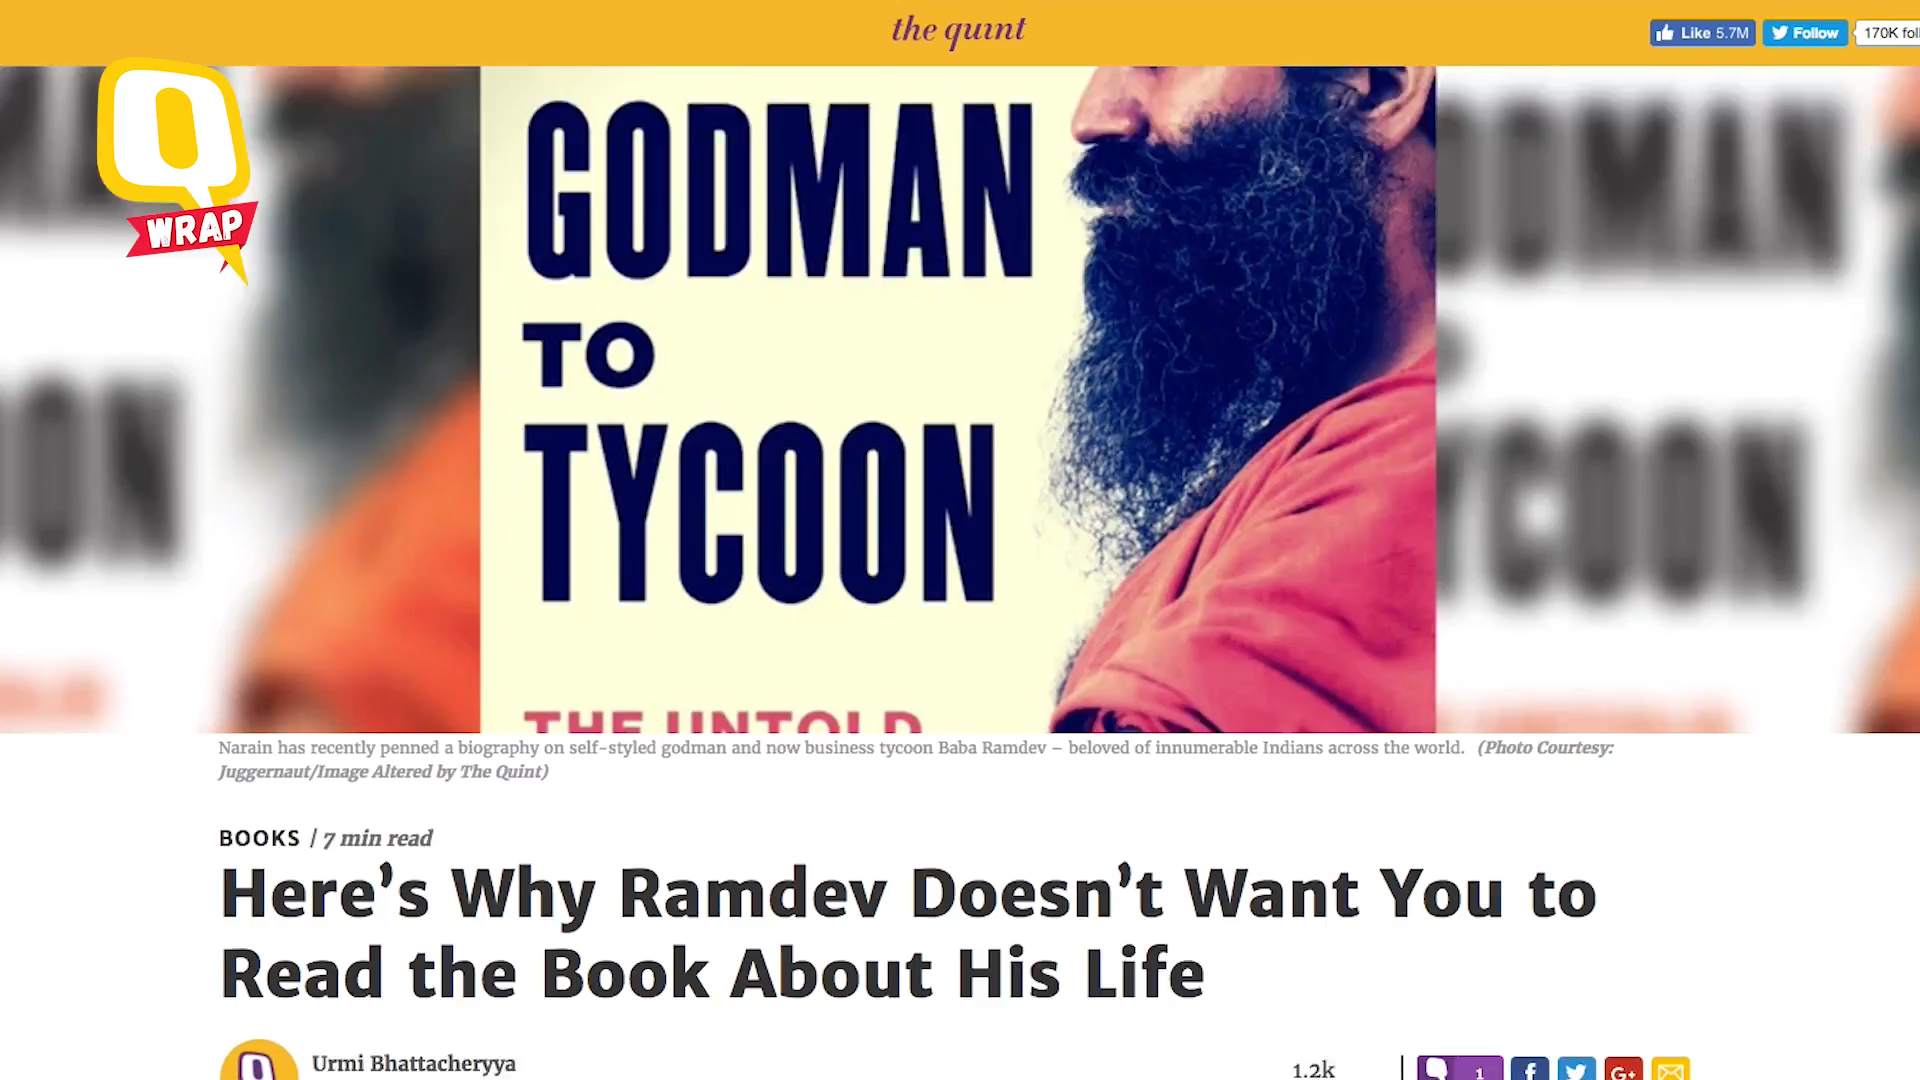 the quint
Like 5.7M
Follow
170K
Q
WRAP
GODMAN
TO
TYCOON
THE UNTOLD
Narain has recently penned a biography on self-styled godman and now business tycoon Baba Ramdev – beloved of innumerable Indians across the world. (Photo Courtesy:
Juggernaut/Image Altered by The Quint)
BOOKS / 7 min read
Here’s Why Ramdev Doesn’t Want You to
Read the Book About His Life
Urmi Bhattacheryya
1.2k
1
f
G+